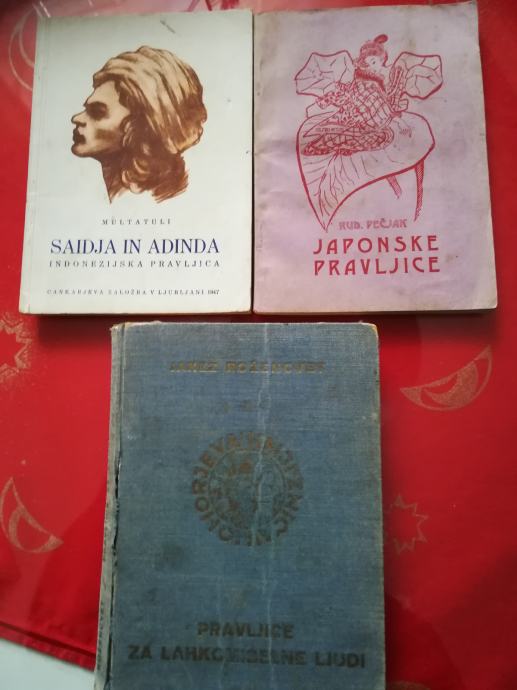 MULTATULI
SAIDJA IN ADINDA
INDONEZIJSKA PRAVLJICA
CANKARJEVA ZALOŽBA V LJUBLJANI 1947
RUD. PEČJAK
JAPONSKE
PRAVLJICE
JANEZ ROŽENCVET
MOHORJEVA KNJIŽNICA
PRAVLJICE
ZA LAHKOMISELNE LJUDI